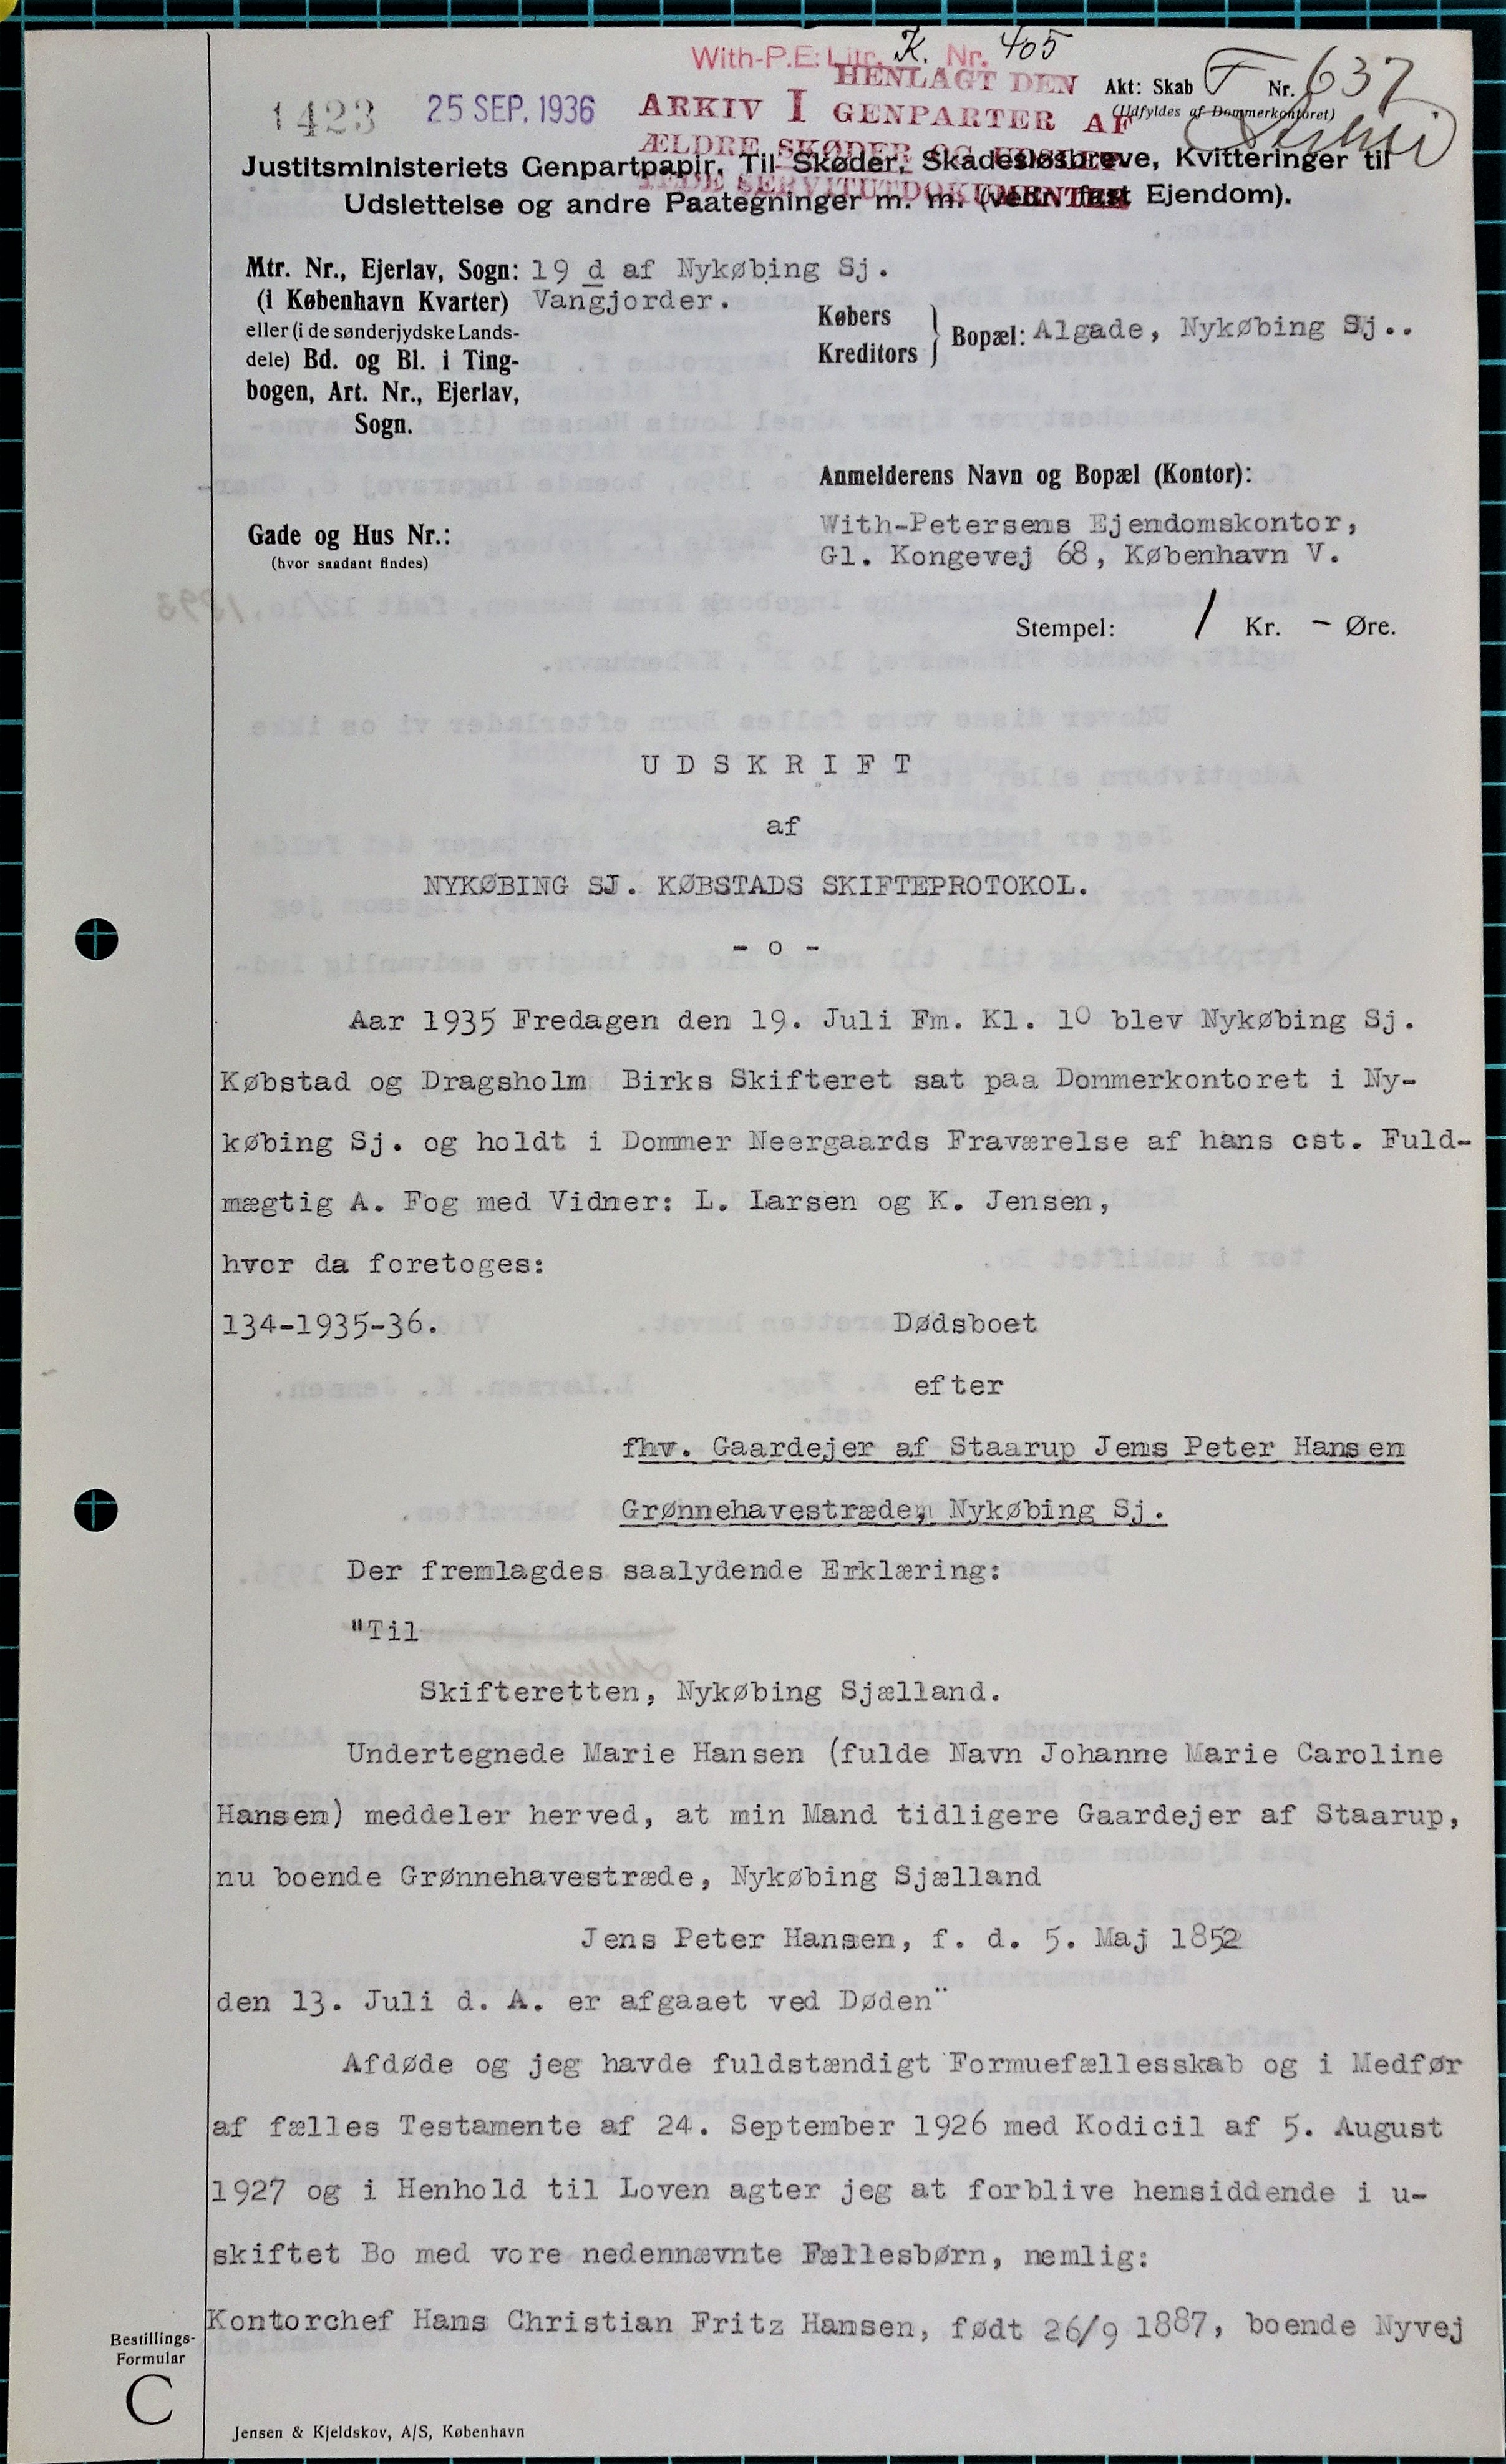 With-P.E: Litr. K. Nr. 405
HENLAGT DEN
Akt: Skab T Nr. 637
(Udfyldes af Dommerkontoret)
1423 25 SEP. 1936 ARKIV I GENPARTER AF
ÆLDRE SKØDER OG UDSLET-
TEDE SERVITUTDOKUMENTER
Justitsministeriets Genpartpapir. Til Skøder, Skadesløsbreve, Kvitteringer til
Udslettelse og andre Paategninger m. m. (vedr. fast Ejendom).
Mtr. Nr., Ejerlav, Sogn: 19 d af Nykøbing Sj.
(i København Kvarter) Vangjorder.
eller (i de sønderjydske Lands-
dele) Bd. og Bl. i Ting-
bogen, Art. Nr., Ejerlav,
Sogn.
Købers
Kreditors } Bopæl: Algade, Nykøbing Sj..
Anmelderens Navn og Bopæl (Kontor):
With-Petersens Ejendomskontor,
Gl. Kongevej 68, København V.
Gade og Hus Nr.:
(hvor saadant findes)
Stempel: 1 Kr. - Øre.
UDSKRIFT
af
NYKØBING SJ. KØBSTADS SKIFTEPROTOKOL.
- o -
Aar 1935 Fredagen den 19. Juli Fm. Kl. 10 blev Nykøbing Sj.
Købstad og Dragsholm Birks Skifteret sat paa Dommerkontoret i Ny-
købing Sj. og holdt i Dommer Neergaards Fraværelse af hans cst. Fuld-
mægtig A. Fog med Vidner: L. Larsen og K. Jensen,
hvor da foretoges:
134-1935-36. Dødsboet
efter
fhv. Gaardejer af Staarup Jens Peter Hansen
Grønnehavestræde, Nykøbing Sj.
Der fremlagdes saalydende Erklæring:
"Til
Skifteretten, Nykøbing Sjælland.
Undertegnede Marie Hansen (fulde Navn Johanne Marie Caroline
Hansen) meddeler herved, at min Mand tidligere Gaardejer af Staarup,
nu boende Grønnehavestræde, Nykøbing Sjælland
Jens Peter Hansen, f. d. 5. Maj 1852
den 13. Juli d. A. er afgaaet ved Døden"
Afdøde og jeg havde fuldstændigt Formuefællesskab og i Medfør
af fælles Testamente af 24. September 1926 med Kodicil af 5. August
1927 og i Henhold til Loven agter jeg at forblive hensiddende i u-
skiftet Bo med vore nedennævnte Fællesbørn, nemlig:
Kontorchef Hans Christian Fritz Hansen, født 26/9 1887, boende Nyvej
Bestillings-
Formular
C
Jensen & Kjeldskov, A/S, København